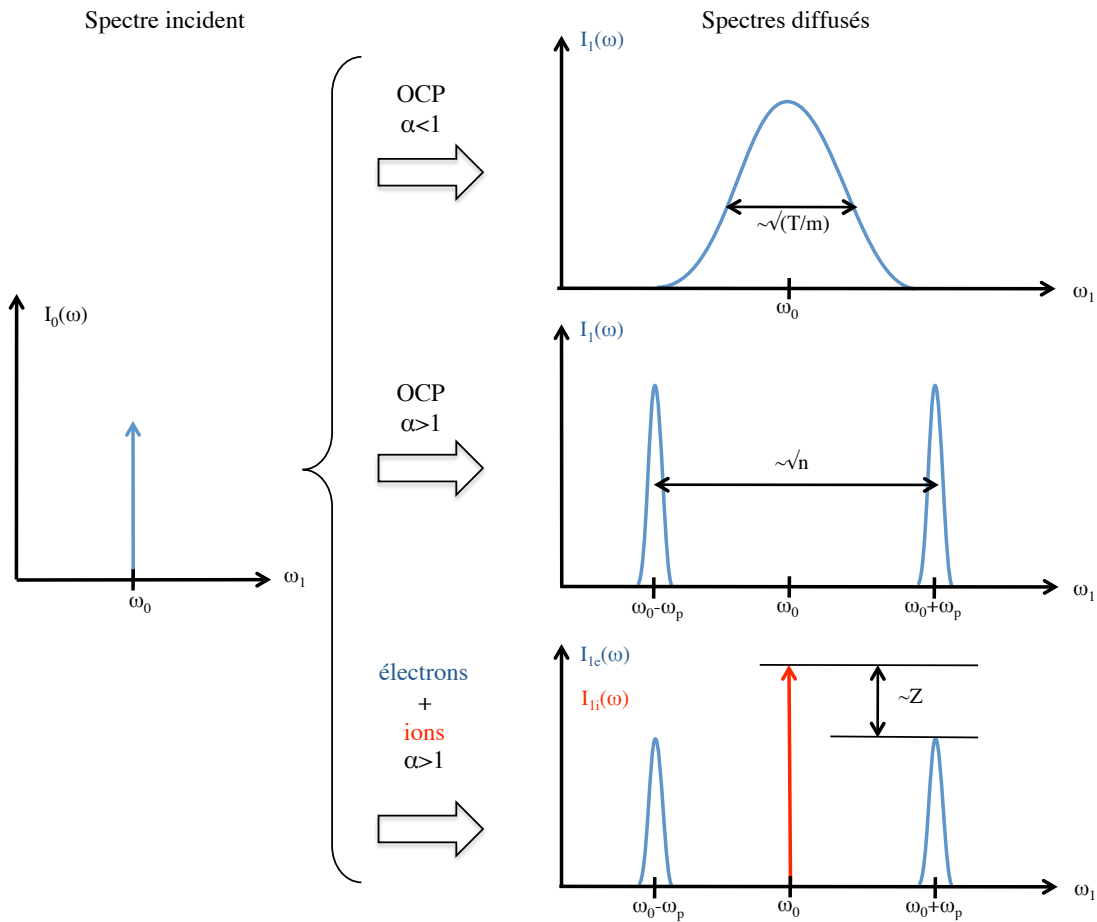 Spectre incident
Spectres diffusés
I₀(ω)
ω₀
ω₁
OCP
α<1
I₁(ω)
~√(T/m)
ω₀
ω₁
OCP
α>1
I₁(ω)
~√n
ω₀-ωₚ
ω₀
ω₀+ωₚ
ω₁
électrons
+
ions
α>1
I₁ₑ(ω)
I₁ᵢ(ω)
~Z
ω₀-ωₚ
ω₀
ω₀+ωₚ
ω₁